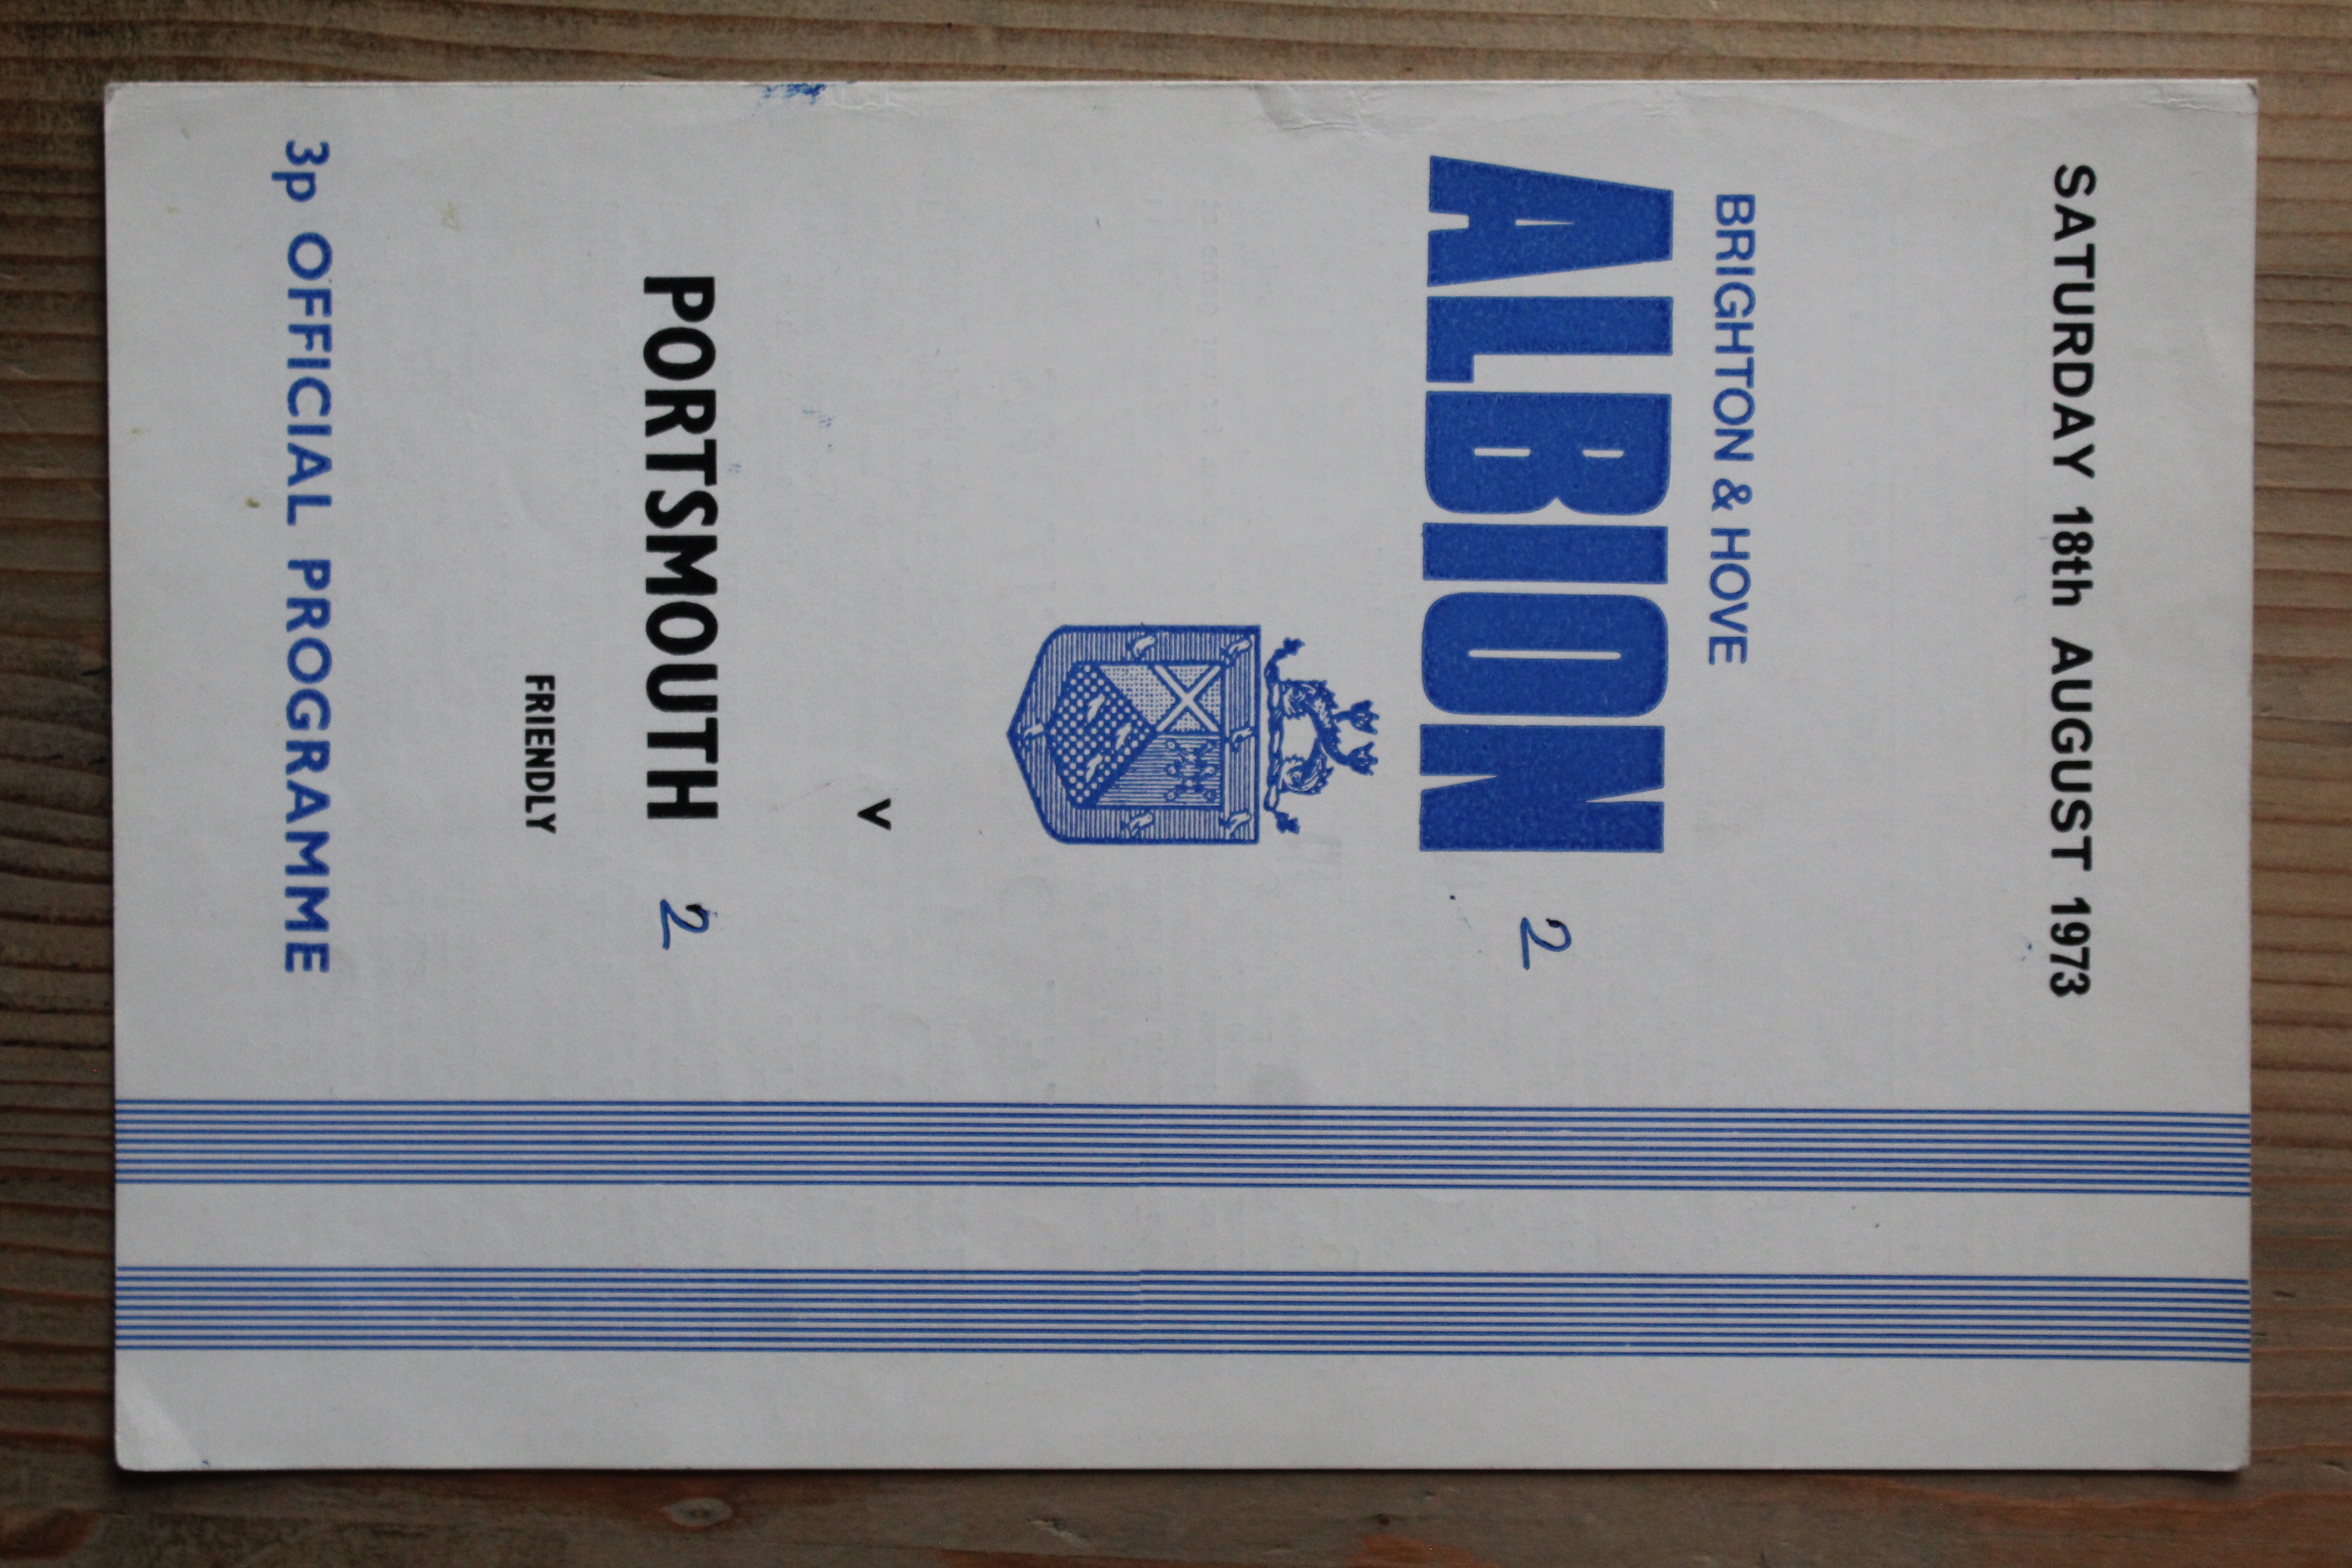 SATURDAY 18th AUGUST 1973
BRIGHTON & HOVE
ALBION 2
v
PORTSMOUTH 2
FRIENDLY
3p OFFICIAL PROGRAMME